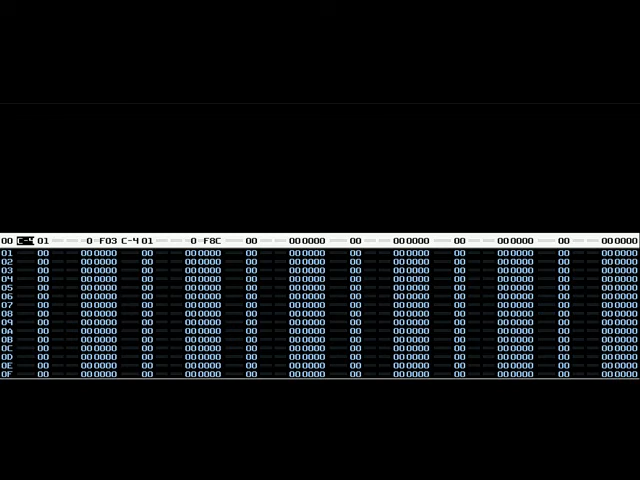 00 C-4 01 0 F03 C-4 01 0 F8C 00 00 0000 00 00 0000 00 00 0000 00 00 0000
01 00 00 0000 00 00 0000 00 00 0000 00 00 0000 00 00 0000 00 00 0000
02 00 00 0000 00 00 0000 00 00 0000 00 00 0000 00 00 0000 00 00 0000
03 00 00 0000 00 00 0000 00 00 0000 00 00 0000 00 00 0000 00 00 0000
04 00 00 0000 00 00 0000 00 00 0000 00 00 0000 00 00 0000 00 00 0000
05 00 00 0000 00 00 0000 00 00 0000 00 00 0000 00 00 0000 00 00 0000
06 00 00 0000 00 00 0000 00 00 0000 00 00 0000 00 00 0000 00 00 0000
07 00 00 0000 00 00 0000 00 00 0000 00 00 0000 00 00 0000 00 00 0000
08 00 00 0000 00 00 0000 00 00 0000 00 00 0000 00 00 0000 00 00 0000
09 00 00 0000 00 00 0000 00 00 0000 00 00 0000 00 00 0000 00 00 0000
0A 00 00 0000 00 00 0000 00 00 0000 00 00 0000 00 00 0000 00 00 0000
0B 00 00 0000 00 00 0000 00 00 0000 00 00 0000 00 00 0000 00 00 0000
0C 00 00 0000 00 00 0000 00 00 0000 00 00 0000 00 00 0000 00 00 0000
0D 00 00 0000 00 00 0000 00 00 0000 00 00 0000 00 00 0000 00 00 0000
0E 00 00 0000 00 00 0000 00 00 0000 00 00 0000 00 00 0000 00 00 0000
0F 00 00 0000 00 00 0000 00 00 0000 00 00 0000 00 00 0000 00 00 0000